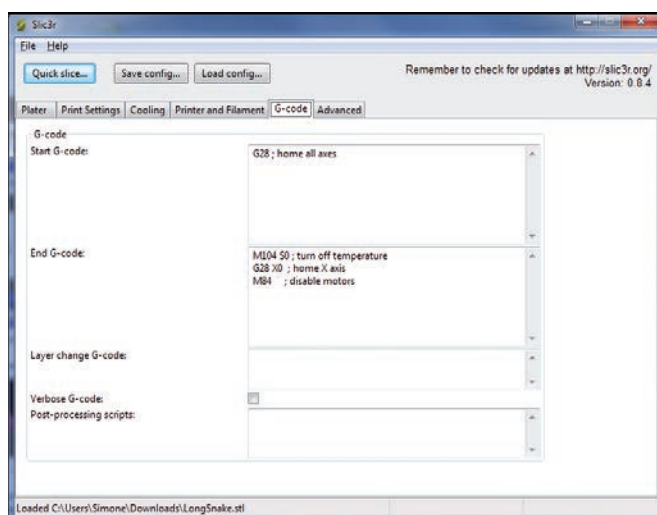 Slic3r
File Help
Quick slice... Save config... Load config... Remember to check for updates at http://slic3r.org/
Version: 0.8.4
Plater Print Settings Cooling Printer and Filament G-code Advanced
G-code
Start G-code: G28 ; home all axes
End G-code: M104 S0 ; turn off temperature
G28 X0 ; home X axis
M84 ; disable motors
Layer change G-code:
Verbose G-code:
Post-processing scripts:
Loaded C:\Users\Simone\Downloads\LongSnake.stl